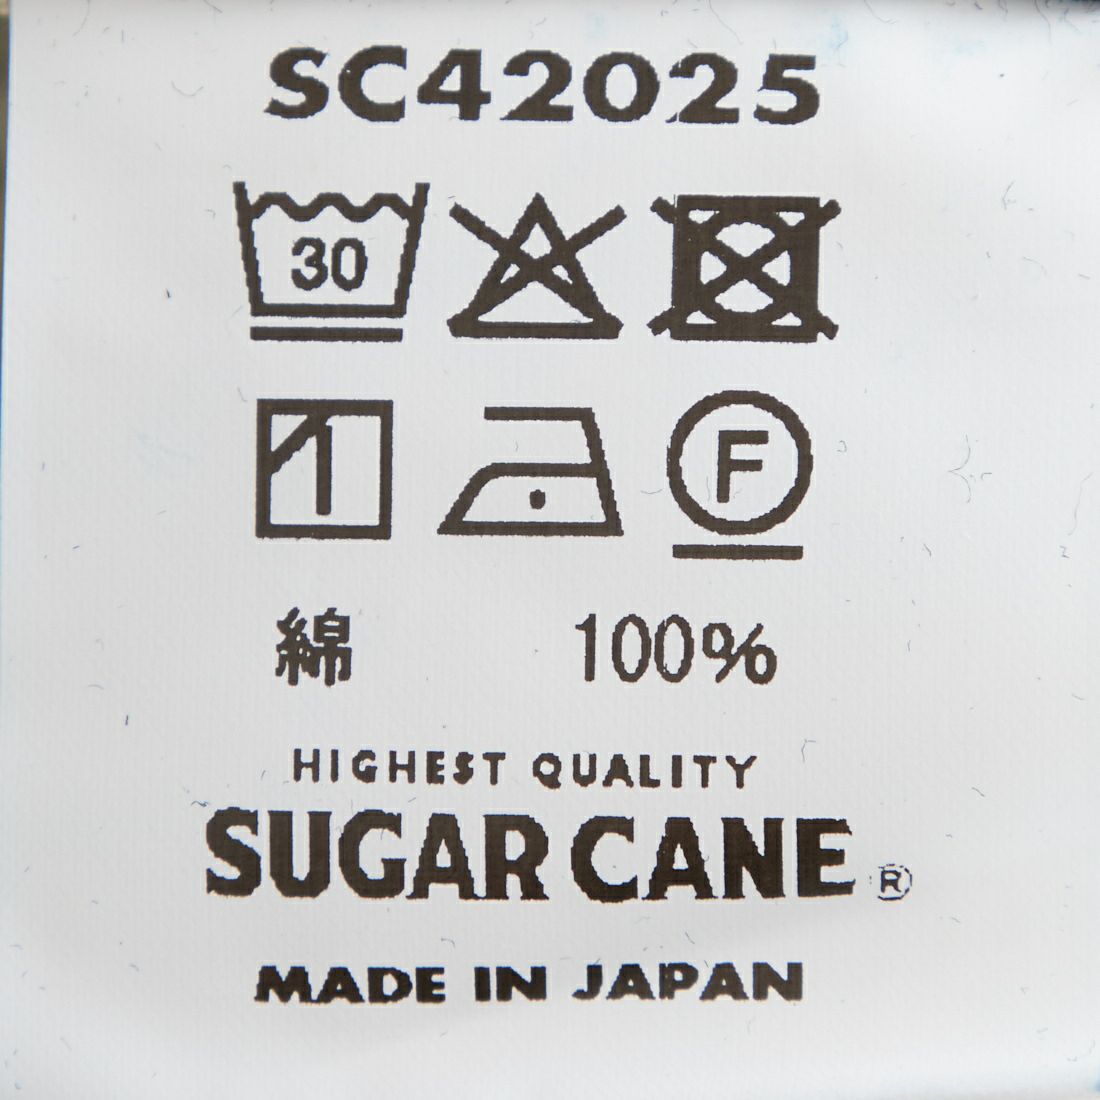 SC42025
30
F
綿 100%
HIGHEST QUALITY
SUGAR CANE ®
MADE IN JAPAN